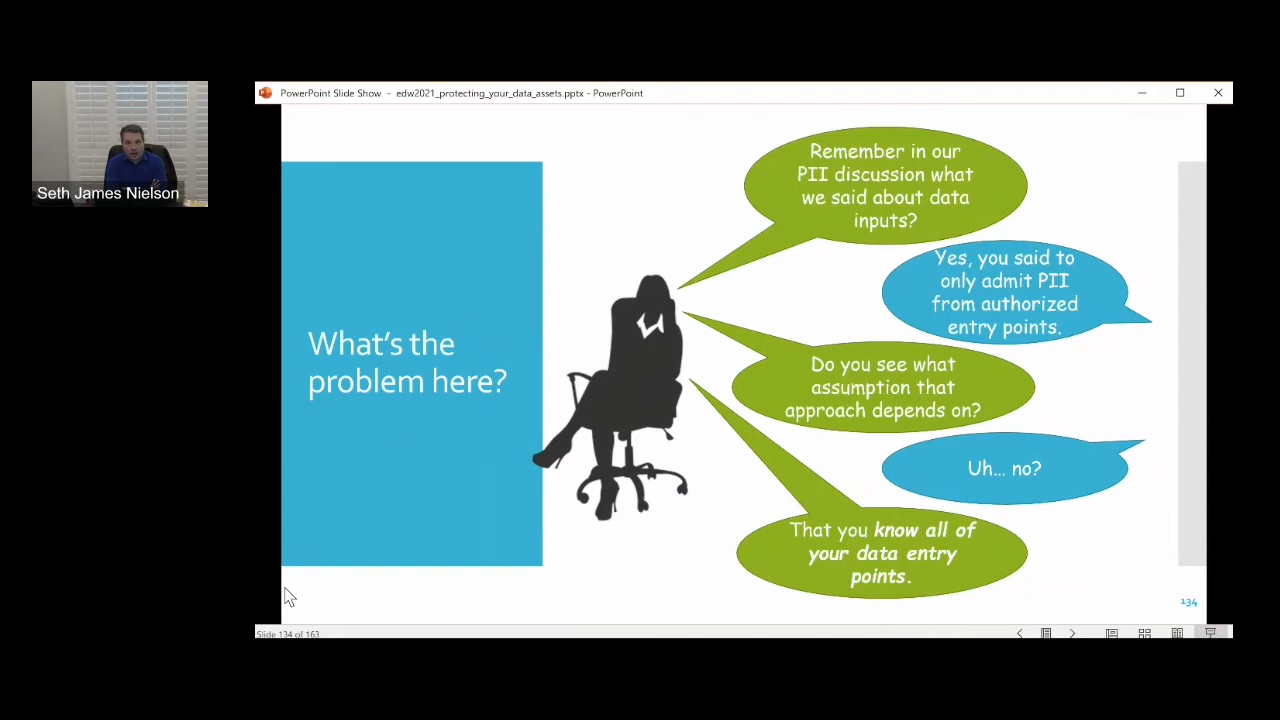 PowerPoint Slide Show - edw2021_protecting_your_data_assets.pptx - PowerPoint
Seth James Nielson
What's the
problem here?
Remember in our
PII discussion what
we said about data
inputs?
Yes, you said to
only admit PII
from authorized
entry points.
Do you see what
assumption that
approach depends on?
Uh... no?
That you know all of
your data entry
points.
134
Slide 134 of 163